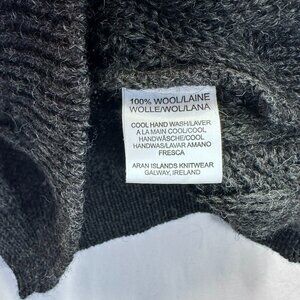 100% WOOL/LAINE
WOLLE/WOL/LANA
COOL HAND WASH/LAVER
A LA MAIN COOL/COOL
HANDWÄSCHE/COOL
HANDWAS/LAVAR AMANO
FRESCA
ARAN ISLANDS KNITWEAR
GALWAY, IRELAND